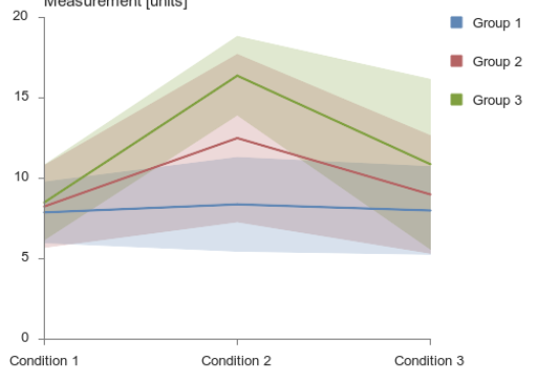 Measurement [units]
20
Group 1
Group 2
15
Group 3
10
5
0
Condition 1 Condition 2 Condition 3